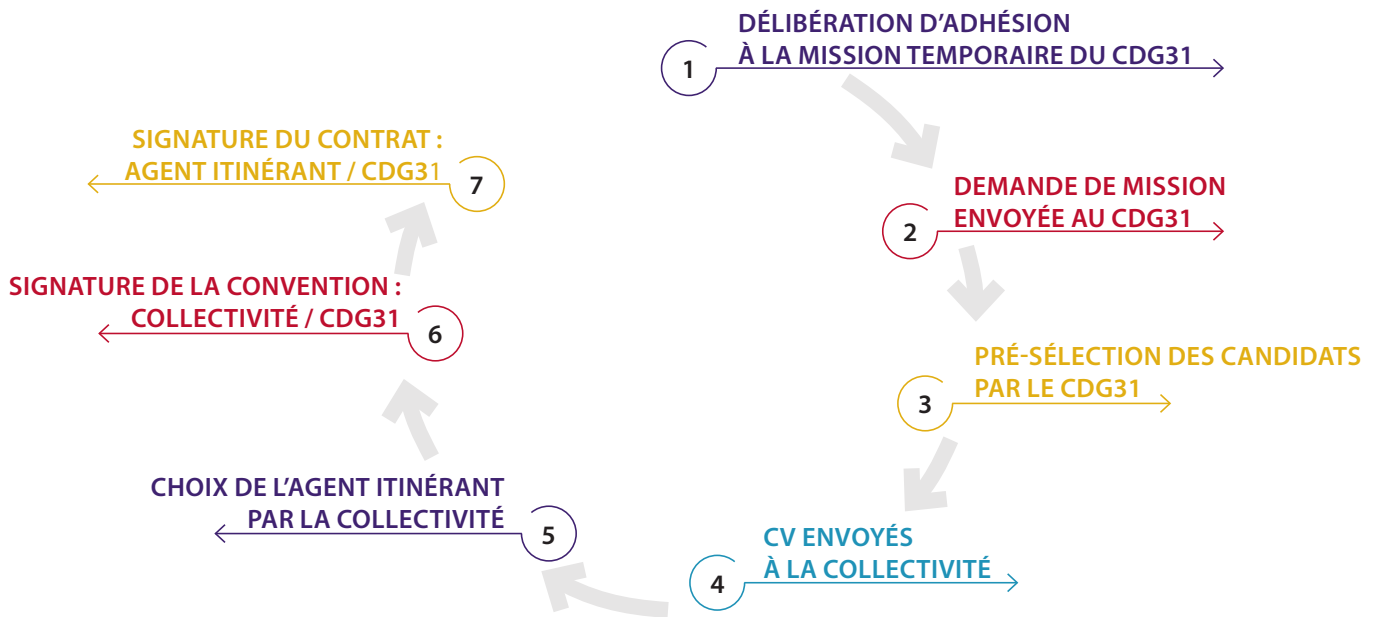 1
DÉLIBÉRATION D'ADHÉSION
À LA MISSION TEMPORAIRE DU CDG31
2
DEMANDE DE MISSION
ENVOYÉE AU CDG31
3
PRÉ-SÉLECTION DES CANDIDATS
PAR LE CDG31
4
CV ENVOYÉS
À LA COLLECTIVITÉ
5
CHOIX DE L'AGENT ITINÉRANT
PAR LA COLLECTIVITÉ
6
SIGNATURE DE LA CONVENTION :
COLLECTIVITÉ / CDG31
7
SIGNATURE DU CONTRAT :
AGENT ITINÉRANT / CDG31